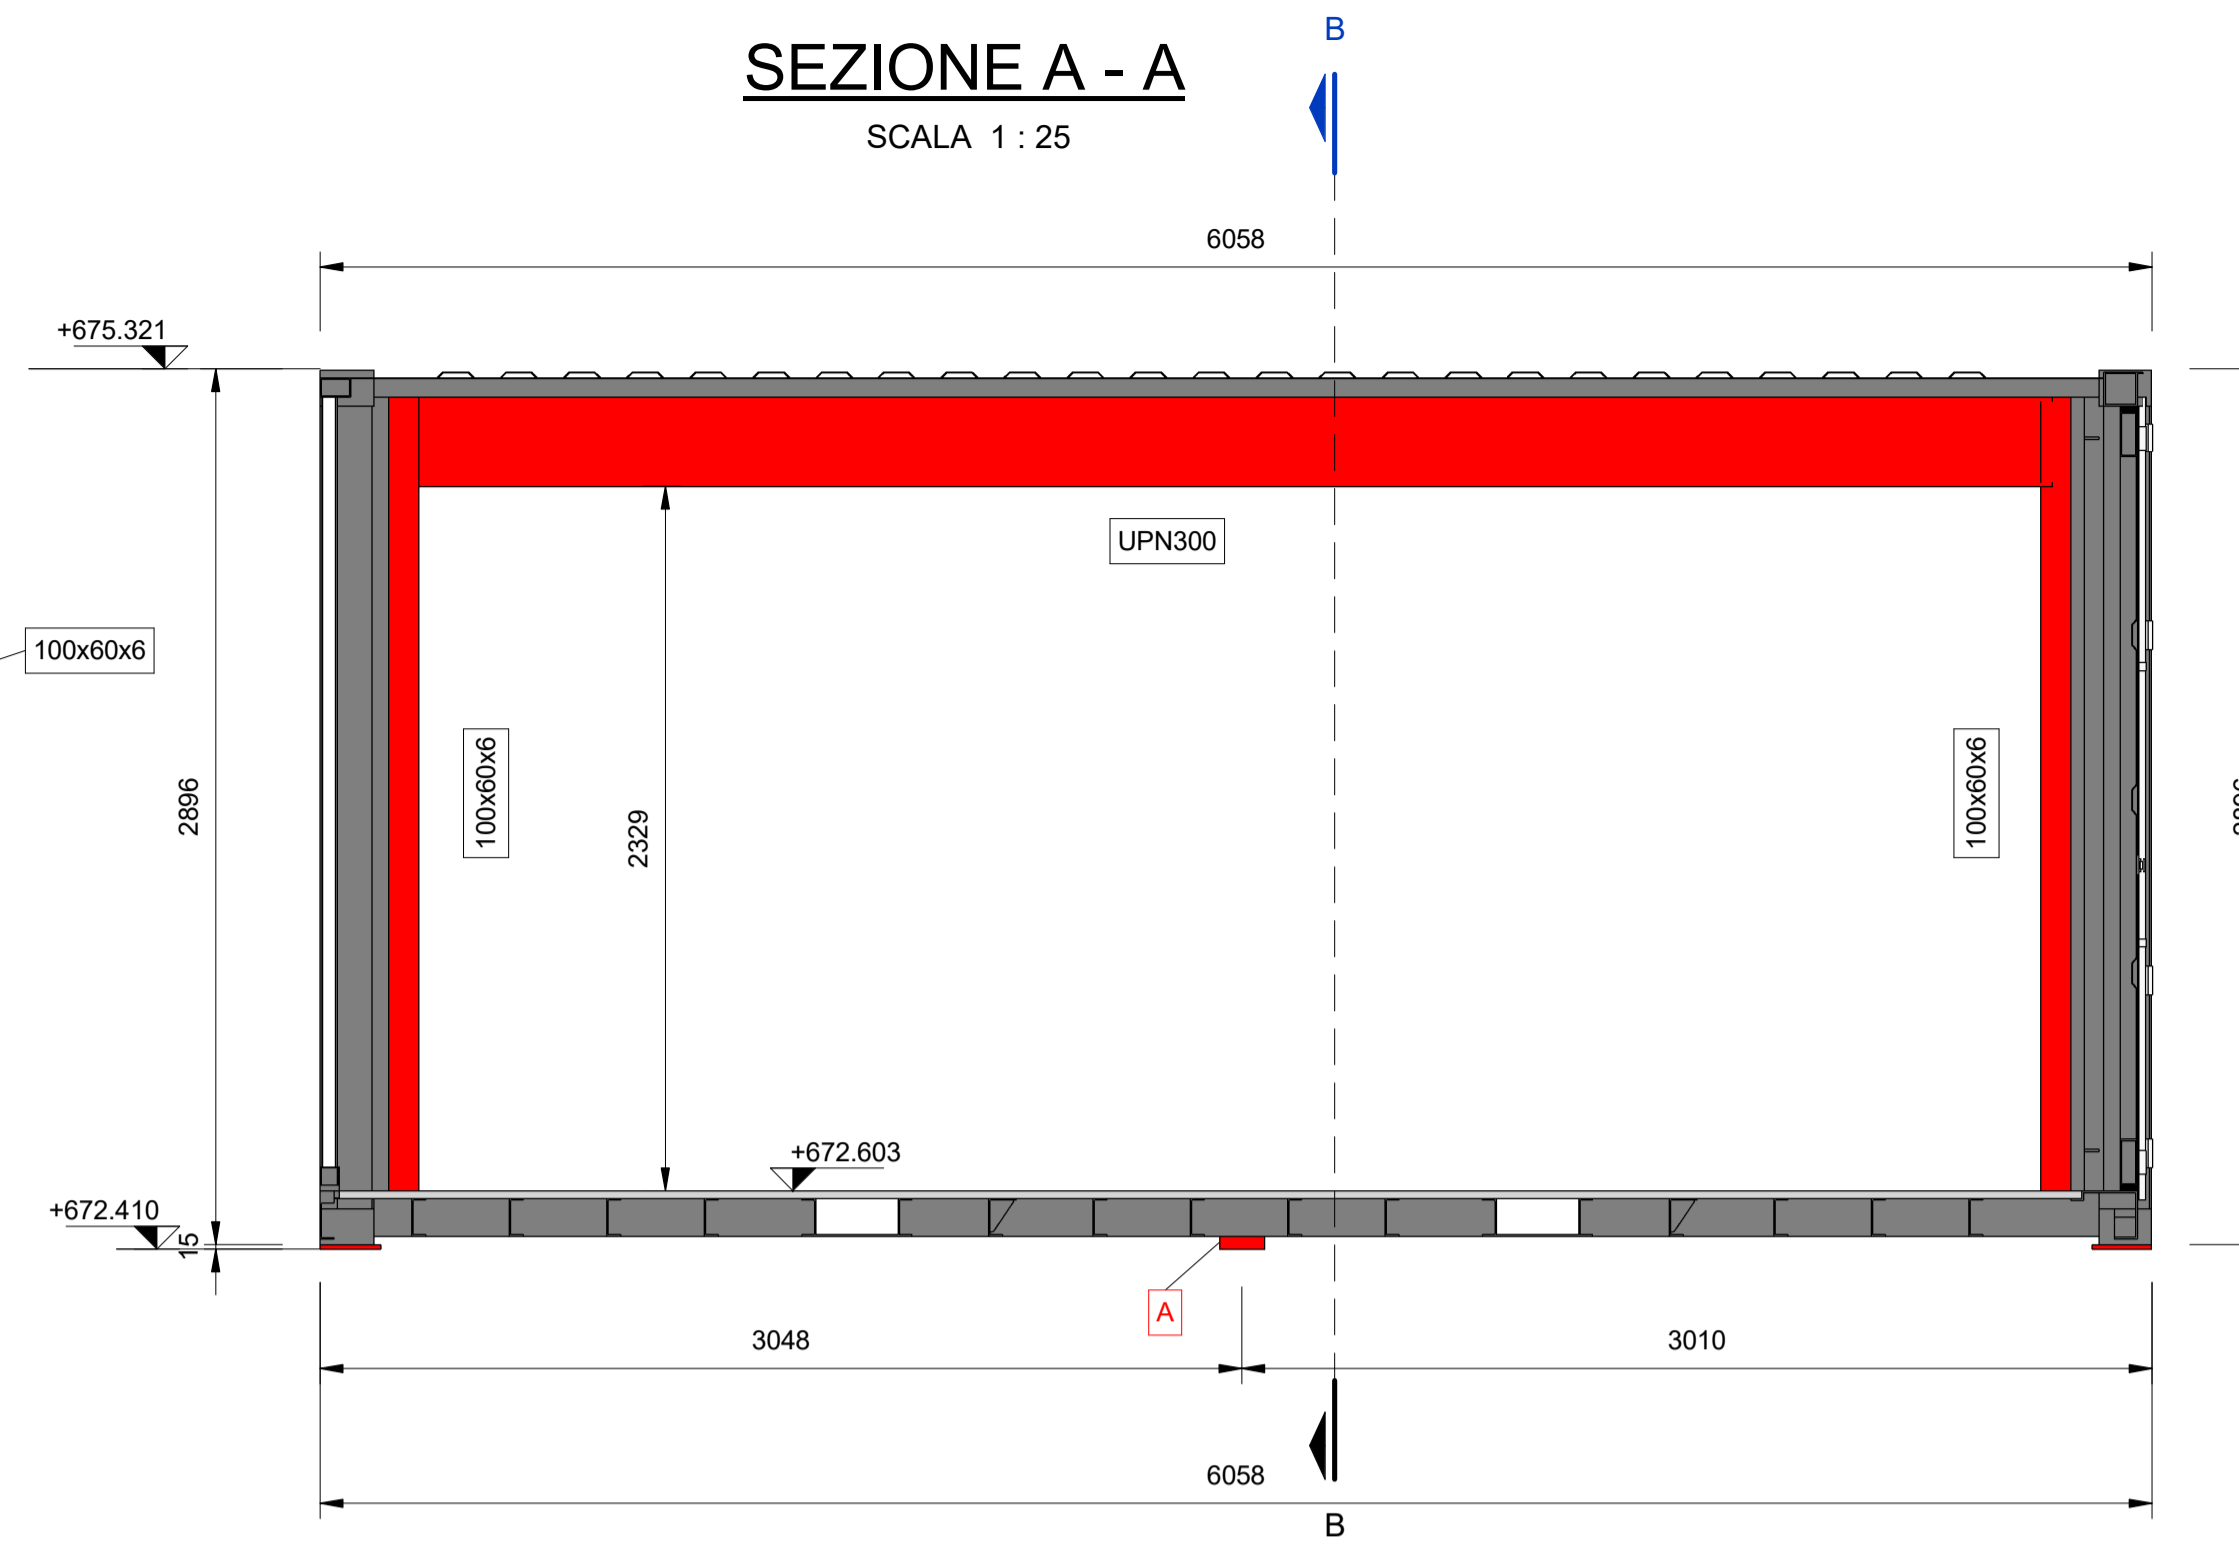 B
SEZIONE A - A
SCALA 1 : 25
6058
+675.321
UPN300
100x60x6
100x60x6
100x60x6
2896
2329
+672.603
+672.410
15
A
3048
3010
6058
B